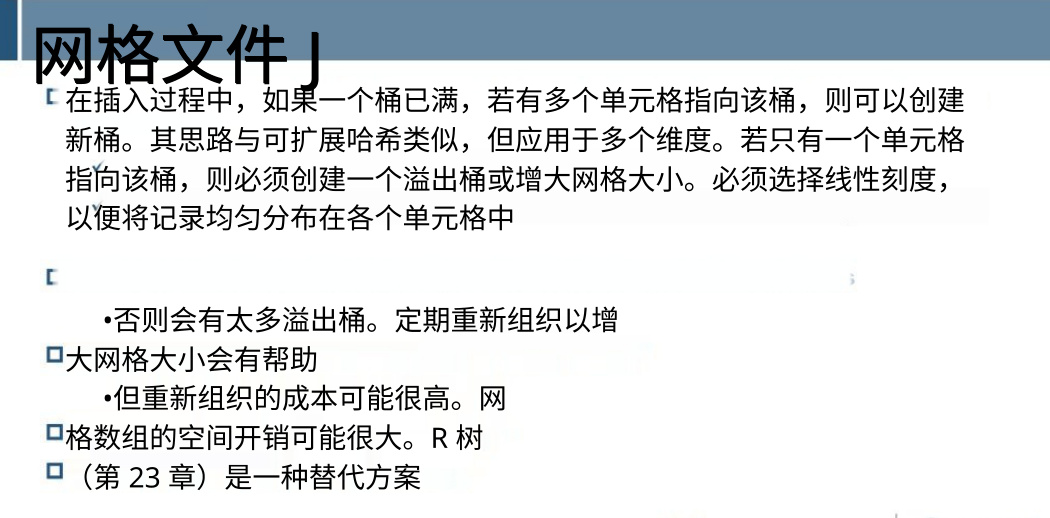 网格文件 J
在插入过程中，如果一个桶已满，若有多个单元格指向该桶，则可以创建
新桶。其思路与可扩展哈希类似，但应用于多个维度。若只有一个单元格
指向该桶，则必须创建一个溢出桶或增大网格大小。必须选择线性刻度，
以便将记录均匀分布在各个单元格中
•否则会有太多溢出桶。定期重新组织以增
大网格大小会有帮助
•但重新组织的成本可能很高。网
格数组的空间开销可能很大。R 树
（第 23 章）是一种替代方案